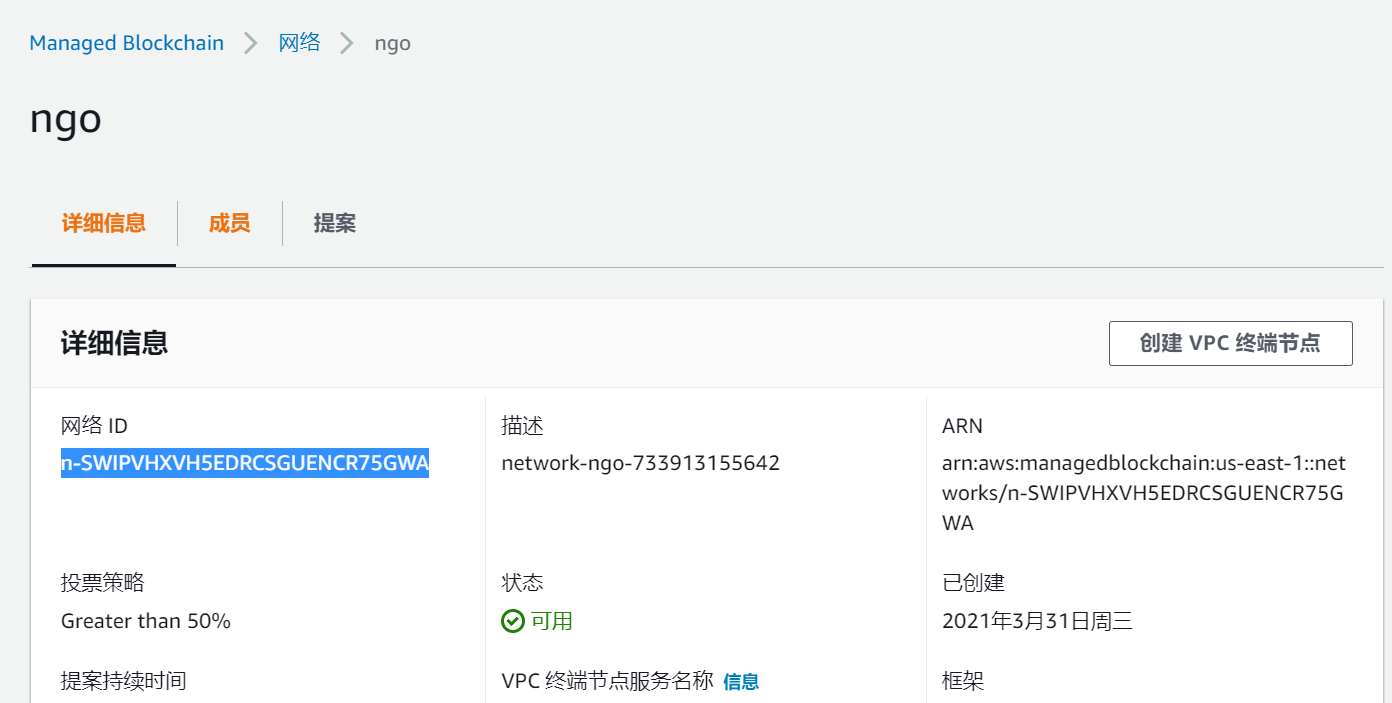 Managed Blockchain 网络 ngo
ngo
详细信息 成员 提案
详细信息 创建 VPC 终端节点
网络 ID
n-SWIPVHXVH5EDRCSGUENCR75GWA
描述
network-ngo-733913155642
ARN
arn:aws:managedblockchain:us-east-1::net
works/n-SWIPVHXVH5EDRCSGUENCR75G
WA
投票策略
Greater than 50%
状态
可用
已创建
2021年3月31日周三
提案持续时间
VPC 终端节点服务名称 信息
框架